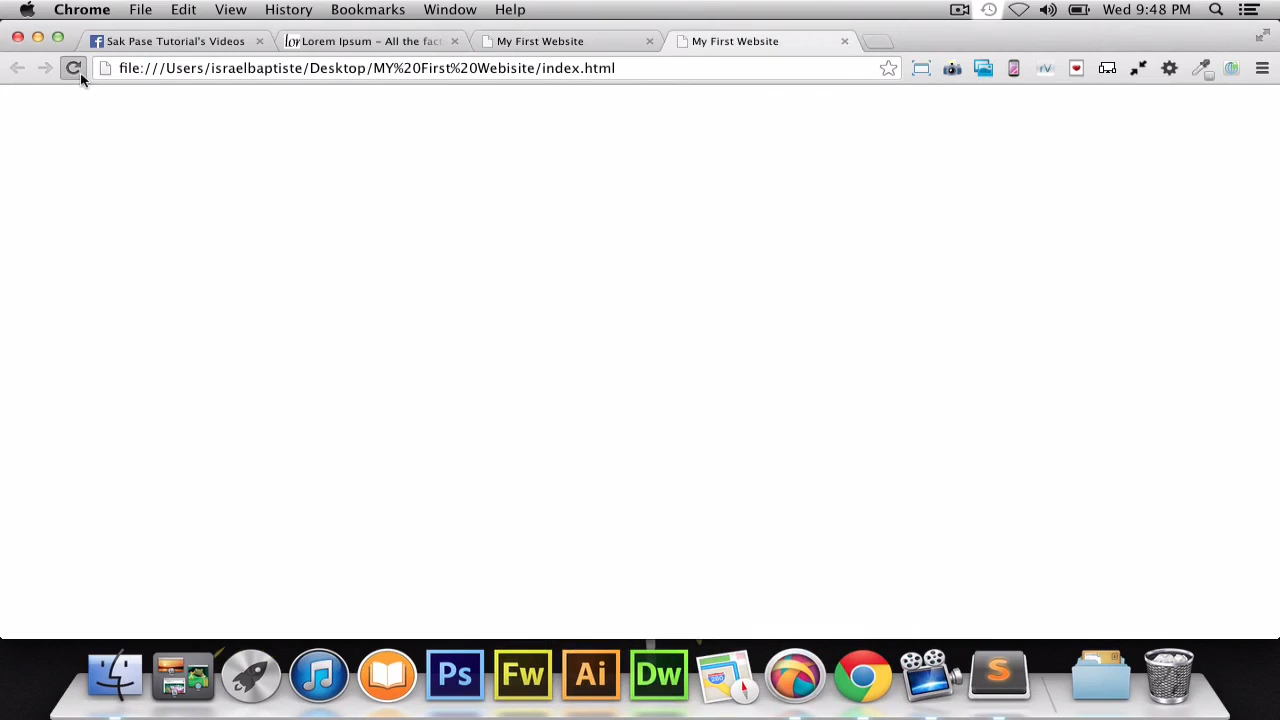 Chrome File Edit View History Bookmarks Window Help Wed 9:48 PM
Sak Pase Tutorial's Videos Lorem Ipsum – All the fac My First Website My First Website
file:///Users/israelbaptiste/Desktop/MY%20First%20Webisite/index.html
Ps Fw Ai Dw S